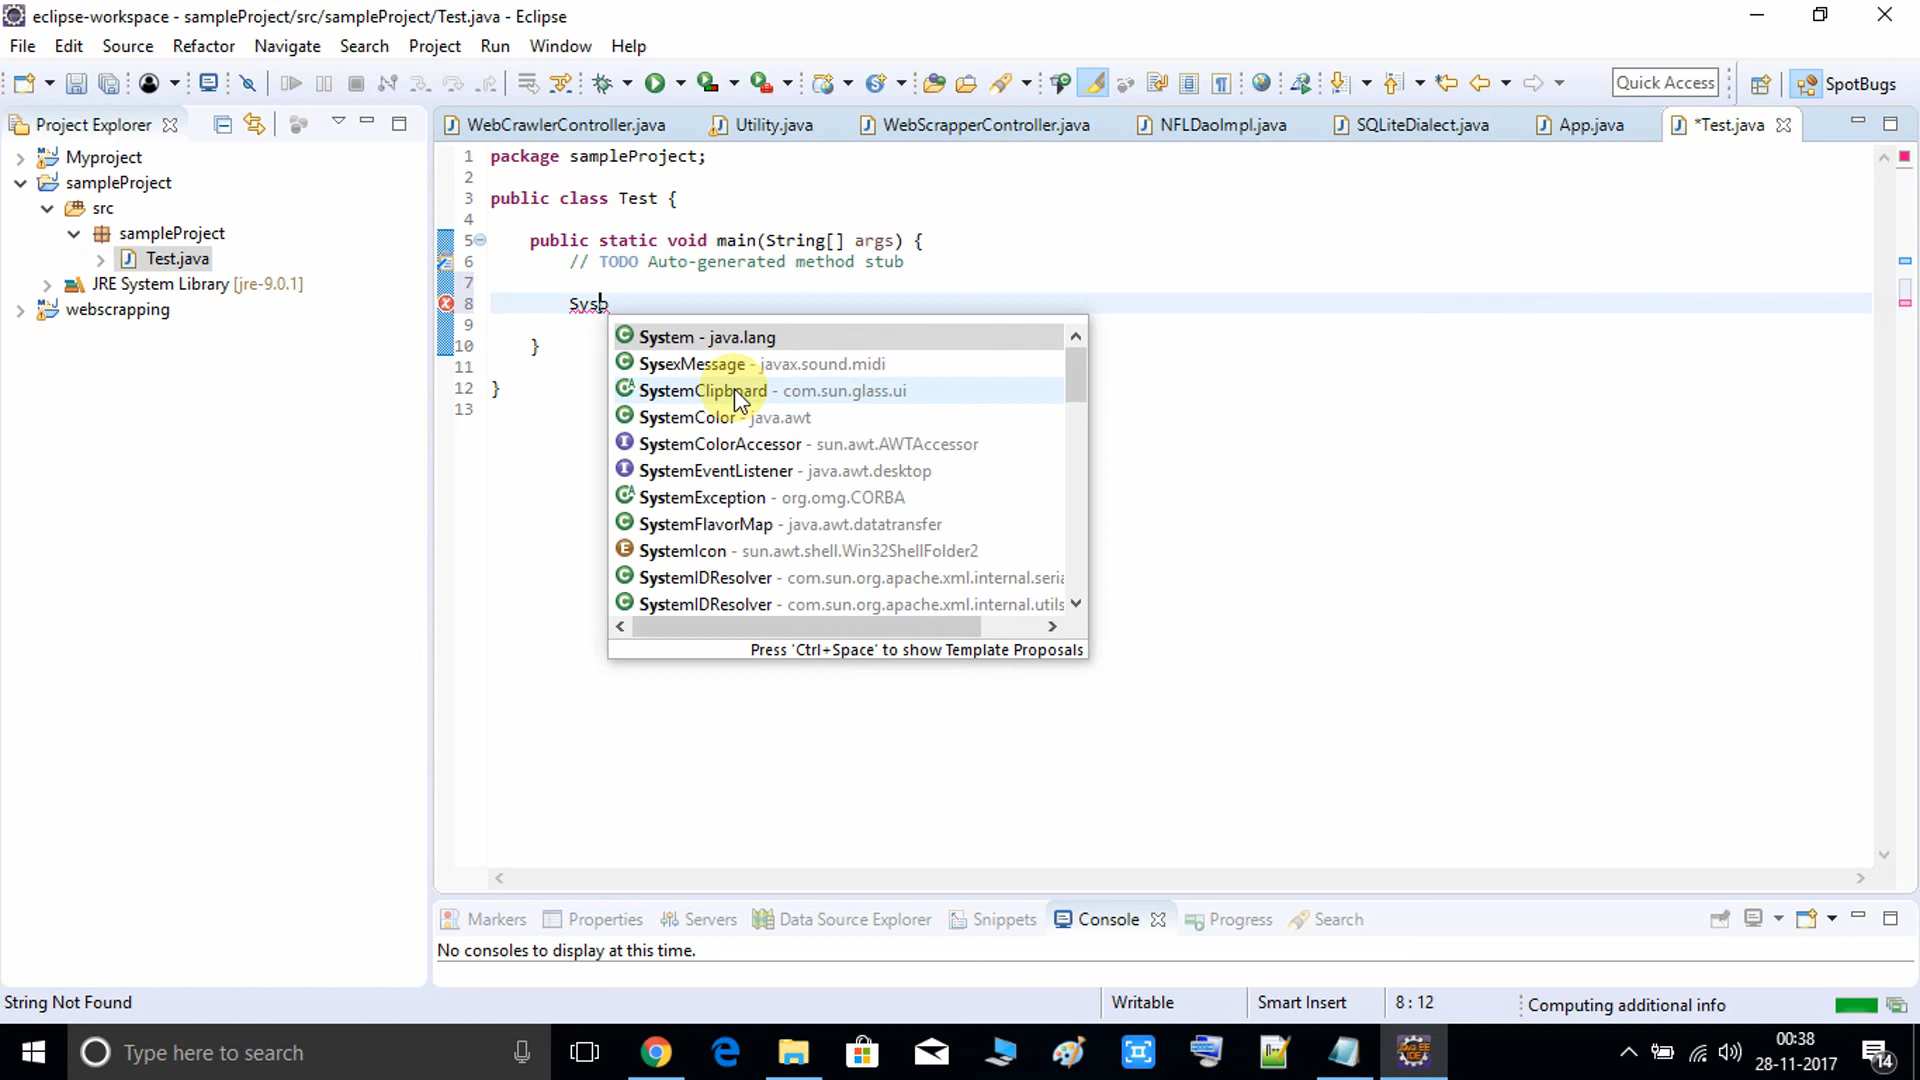 eclipse-workspace - sampleProject/src/sampleProject/Test.java - Eclipse
File Edit Source Refactor Navigate Search Project Run Window Help
Quick Access
SpotBugs
Project Explorer
Myproject
sampleProject
src
sampleProject
Test.java
JRE System Library [jre-9.0.1]
webscrapping
WebCrawlerController.java Utility.java WebScrapperController.java NFLDaoImpl.java SQLiteDialect.java App.java *Test.java
1 package sampleProject;
2
3 public class Test {
4
5 public static void main(String[] args) {
6 // TODO Auto-generated method stub
7
8 Sysb
9
10 }
11
12 }
13
System - java.lang
SysexMessage - javax.sound.midi
SystemClipboard - com.sun.glass.ui
SystemColor - java.awt
SystemColorAccessor - sun.awt.AWTAccessor
SystemEventListener - java.awt.desktop
SystemException - org.omg.CORBA
SystemFlavorMap - java.awt.datatransfer
SystemIcon - sun.awt.shell.Win32ShellFolder2
SystemIDResolver - com.sun.org.apache.xml.internal.seria
SystemIDResolver - com.sun.org.apache.xml.internal.utils
Press 'Ctrl+Space' to show Template Proposals
Markers Properties Servers Data Source Explorer Snippets Console Progress Search
No consoles to display at this time.
String Not Found
Writable
Smart Insert
8 : 12
Computing additional info
Type here to search
Java EE
IDE
00:38
28-11-2017
14